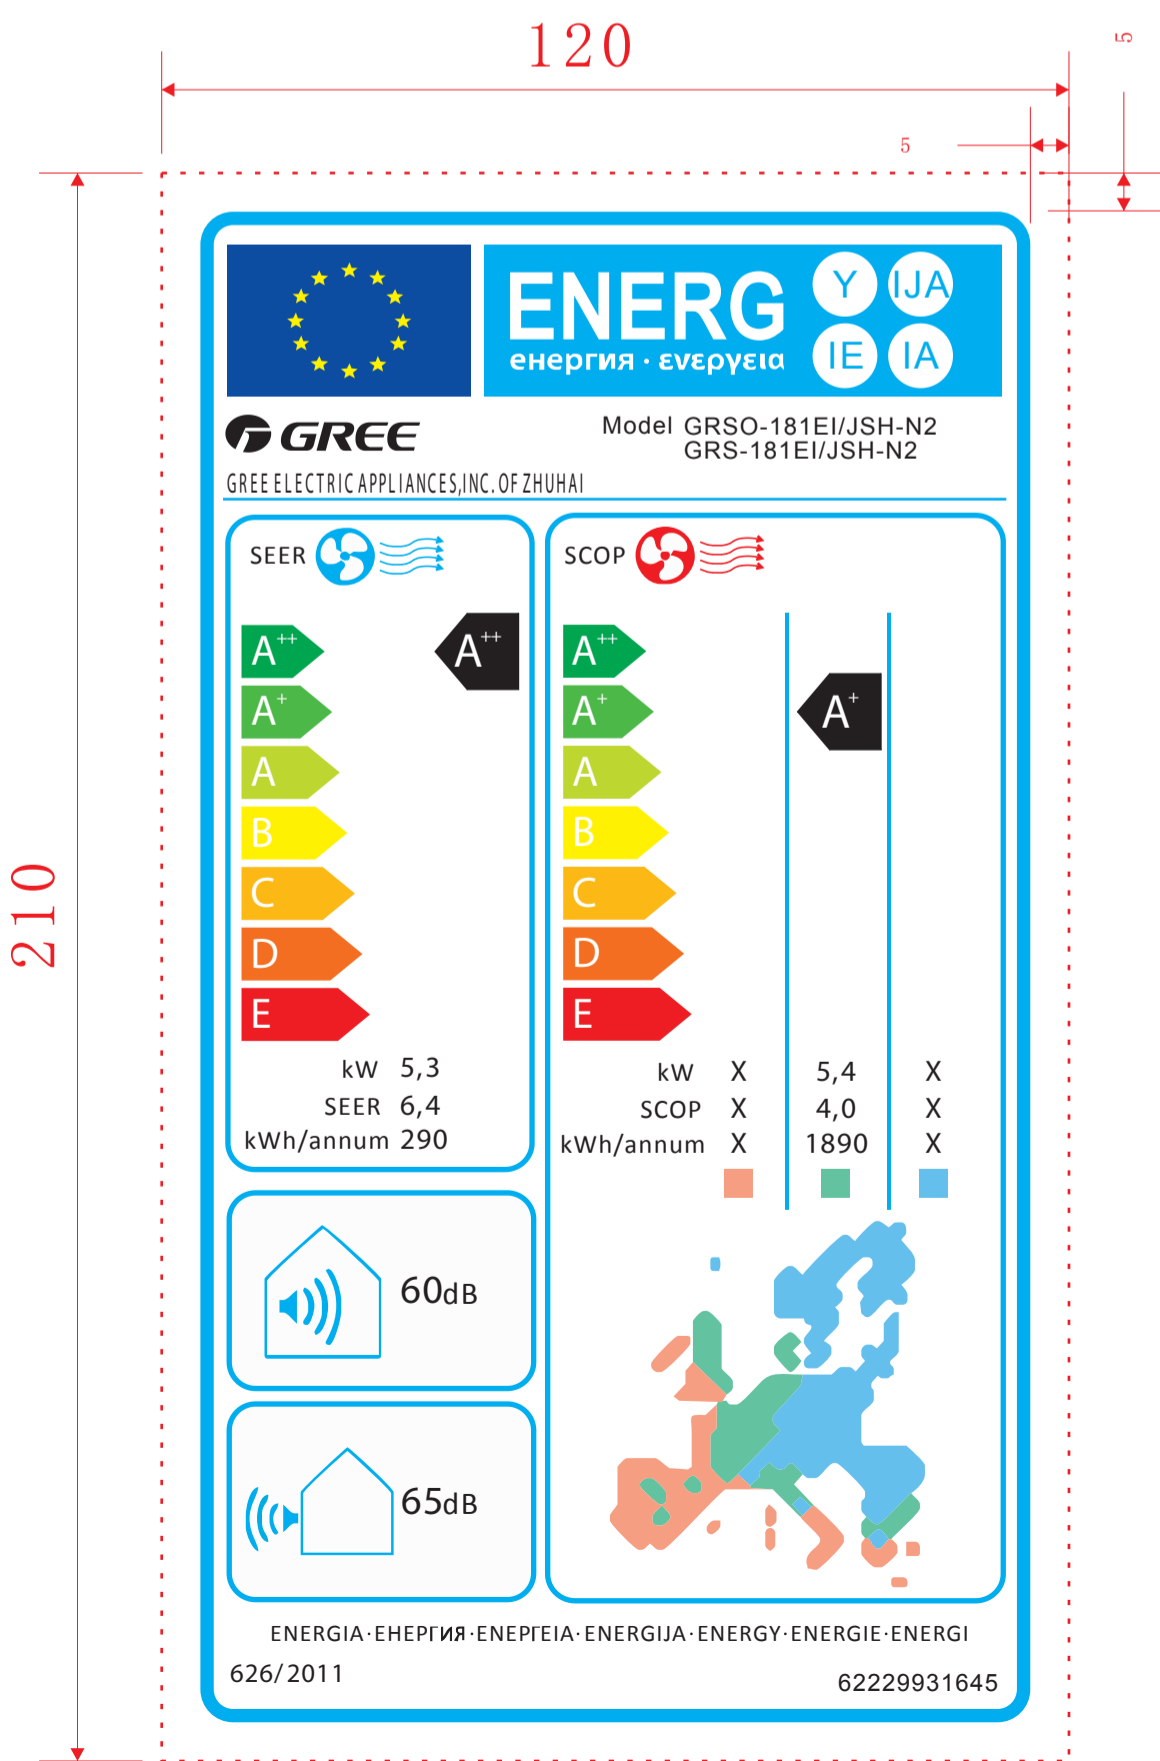 120
5
5
210
ENERG
енергия · ενεργεια
Y IJA
IE IA
GREE
Model GRSO-181EI/JSH-N2
GRS-181EI/JSH-N2
GREE ELECTRIC APPLIANCES,INC. OF ZHUHAI
SEER
A++
A++
A+
A
B
C
D
E
kW 5,3
SEER 6,4
kWh/annum 290
SCOP
A++
A+
A+
A
B
C
D
E
kW X 5,4 X
SCOP X 4,0 X
kWh/annum X 1890 X
60dB
65dB
ENERGIA·ЕНЕРГИЯ·ΕΝΕΡΓΕΙΑ·ENERGIJA·ENERGY·ENERGIE·ENERGI
626/2011
62229931645